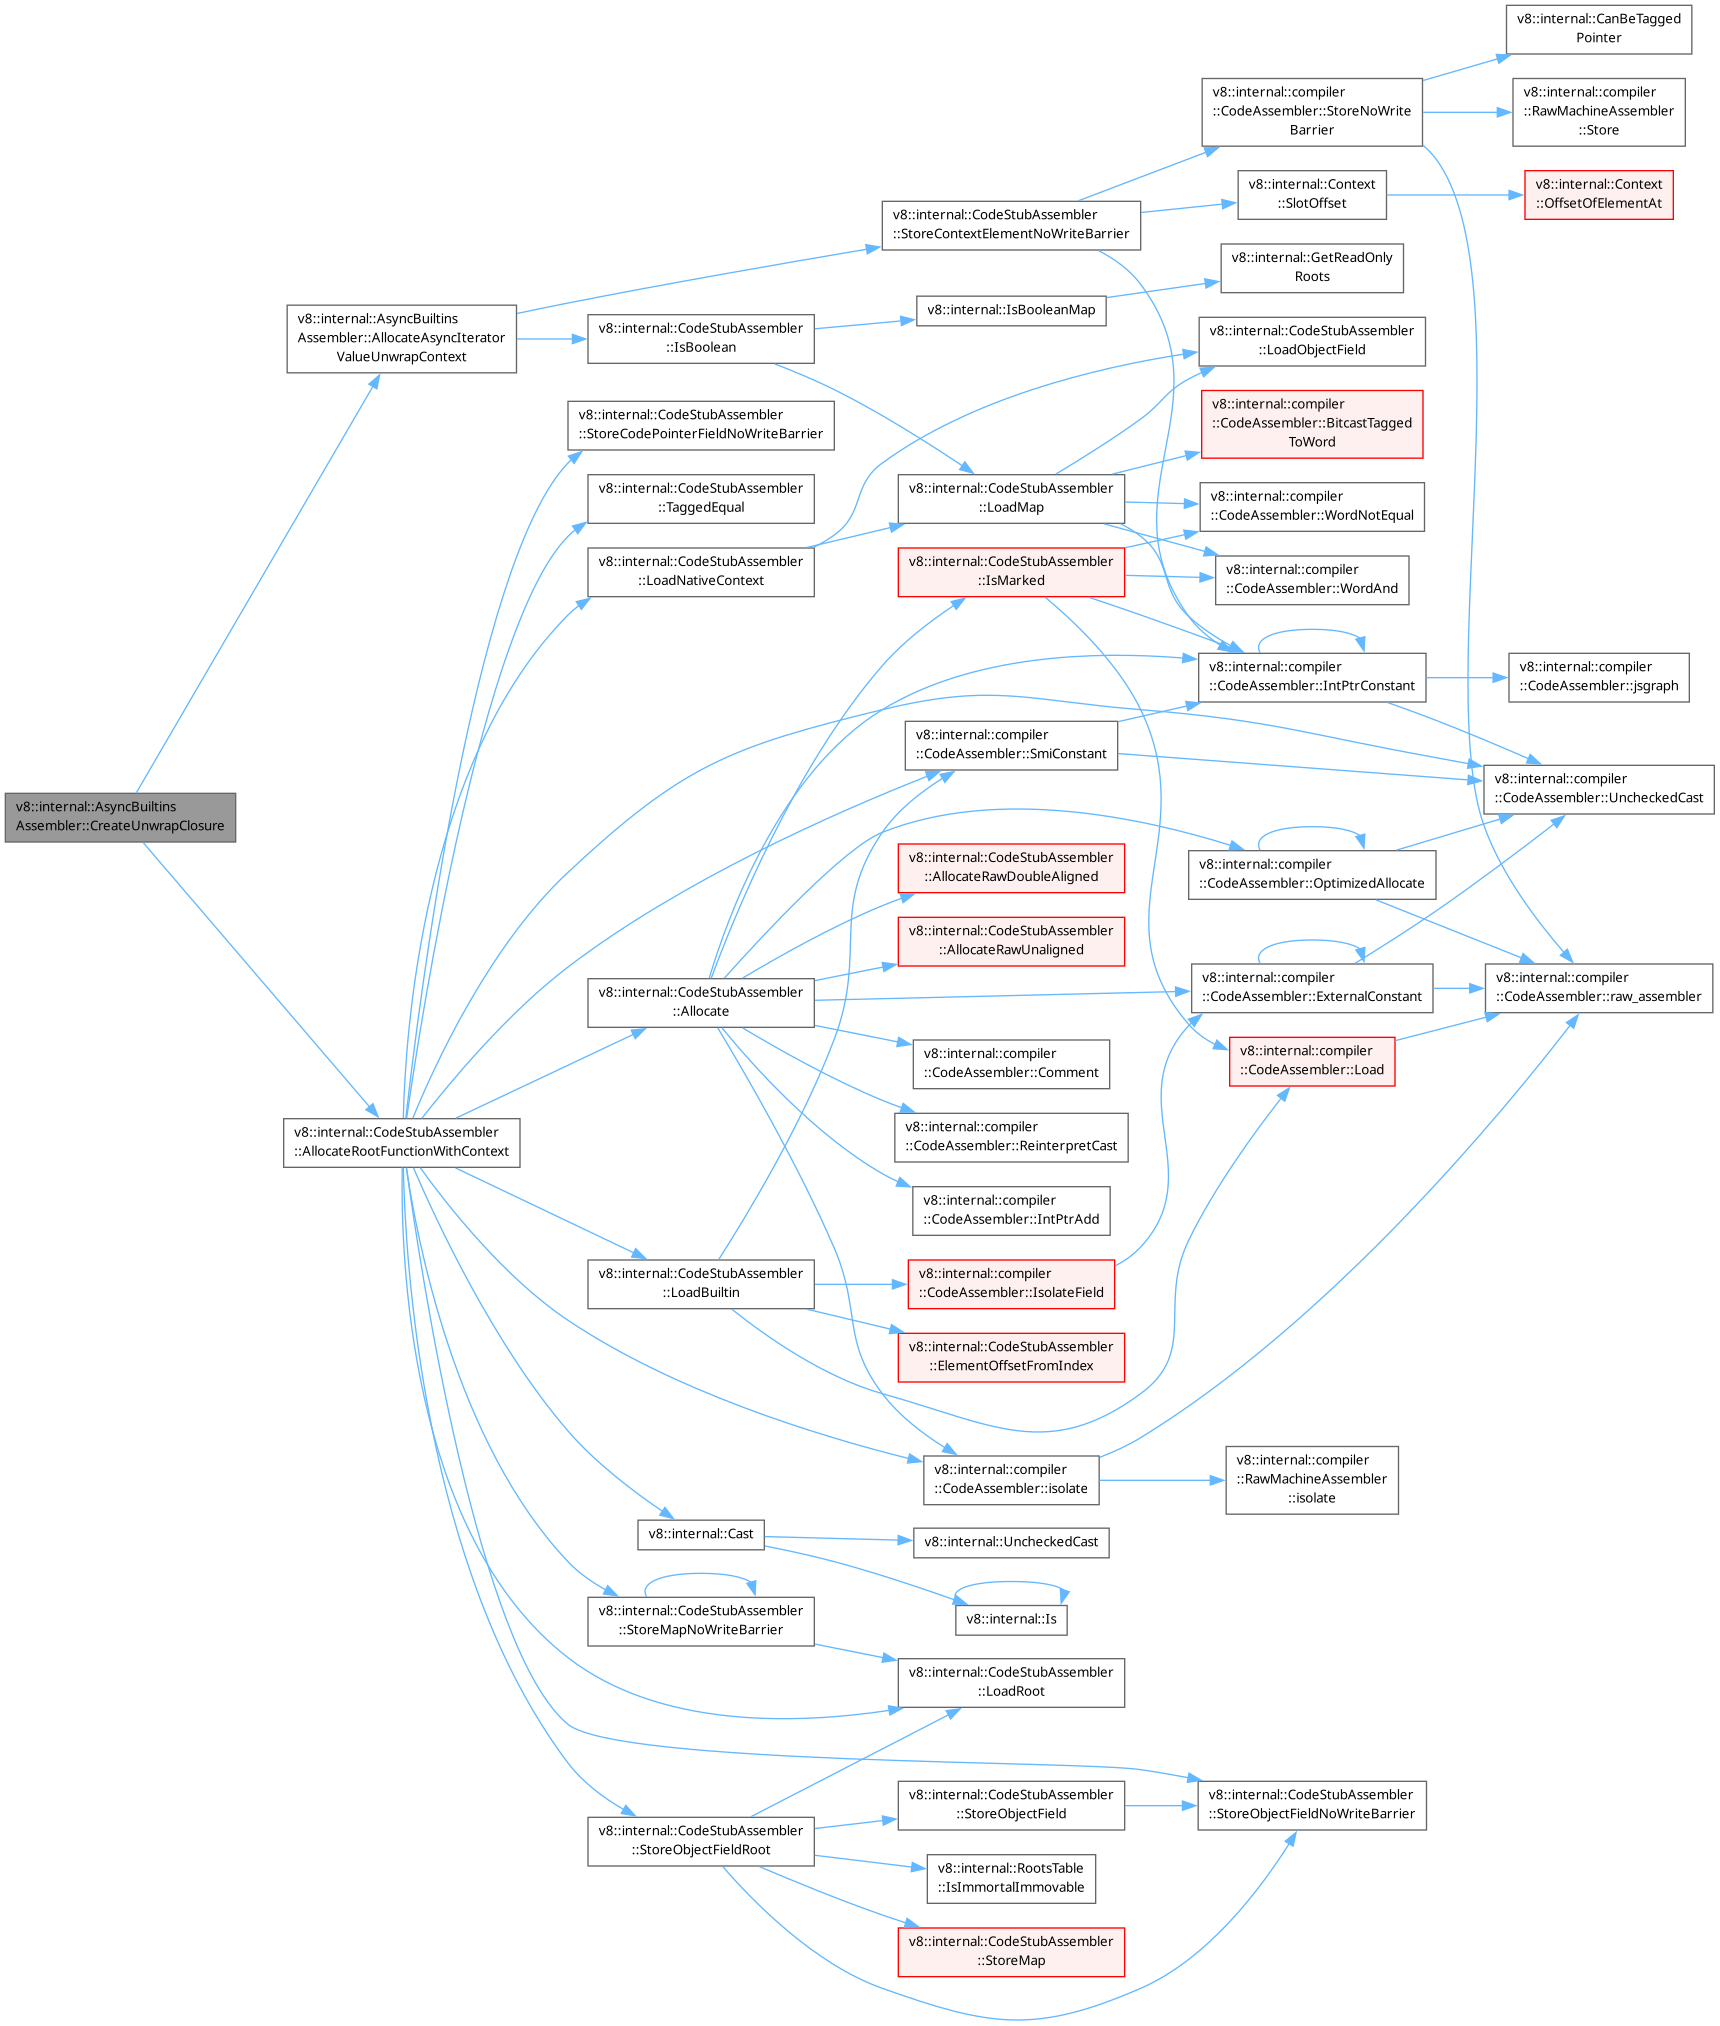 v8::internal::AsyncBuiltins
Assembler::CreateUnwrapClosure
v8::internal::AsyncBuiltins
Assembler::AllocateAsyncIterator
ValueUnwrapContext
v8::internal::CodeStubAssembler
::AllocateRootFunctionWithContext
v8::internal::CodeStubAssembler
::IsBoolean
v8::internal::CodeStubAssembler
::StoreCodePointerFieldNoWriteBarrier
v8::internal::CodeStubAssembler
::TaggedEqual
v8::internal::CodeStubAssembler
::LoadNativeContext
v8::internal::CodeStubAssembler
::Allocate
v8::internal::CodeStubAssembler
::LoadBuiltin
v8::internal::Cast
v8::internal::CodeStubAssembler
::StoreMapNoWriteBarrier
v8::internal::CodeStubAssembler
::StoreObjectFieldRoot
v8::internal::CodeStubAssembler
::StoreContextElementNoWriteBarrier
v8::internal::IsBooleanMap
v8::internal::CodeStubAssembler
::LoadMap
v8::internal::CodeStubAssembler
::IsMarked
v8::internal::compiler
::CodeAssembler::SmiConstant
v8::internal::CodeStubAssembler
::AllocateRawDoubleAligned
v8::internal::CodeStubAssembler
::AllocateRawUnaligned
v8::internal::compiler
::CodeAssembler::Comment
v8::internal::compiler
::CodeAssembler::ReinterpretCast
v8::internal::compiler
::CodeAssembler::IntPtrAdd
v8::internal::compiler
::CodeAssembler::IsolateField
v8::internal::CodeStubAssembler
::ElementOffsetFromIndex
v8::internal::compiler
::CodeAssembler::isolate
v8::internal::UncheckedCast
v8::internal::Is
v8::internal::CodeStubAssembler
::LoadRoot
v8::internal::CodeStubAssembler
::StoreObjectField
v8::internal::RootsTable
::IsImmortalImmovable
v8::internal::CodeStubAssembler
::StoreMap
v8::internal::compiler
::CodeAssembler::StoreNoWrite
Barrier
v8::internal::Context
::SlotOffset
v8::internal::GetReadOnly
Roots
v8::internal::CodeStubAssembler
::LoadObjectField
v8::internal::compiler
::CodeAssembler::BitcastTagged
ToWord
v8::internal::compiler
::CodeAssembler::WordNotEqual
v8::internal::compiler
::CodeAssembler::WordAnd
v8::internal::compiler
::CodeAssembler::IntPtrConstant
v8::internal::compiler
::CodeAssembler::OptimizedAllocate
v8::internal::compiler
::CodeAssembler::ExternalConstant
v8::internal::compiler
::CodeAssembler::Load
v8::internal::compiler
::RawMachineAssembler
::isolate
v8::internal::CodeStubAssembler
::StoreObjectFieldNoWriteBarrier
v8::internal::CanBeTagged
Pointer
v8::internal::compiler
::RawMachineAssembler
::Store
v8::internal::Context
::OffsetOfElementAt
v8::internal::compiler
::CodeAssembler::jsgraph
v8::internal::compiler
::CodeAssembler::UncheckedCast
v8::internal::compiler
::CodeAssembler::raw_assembler